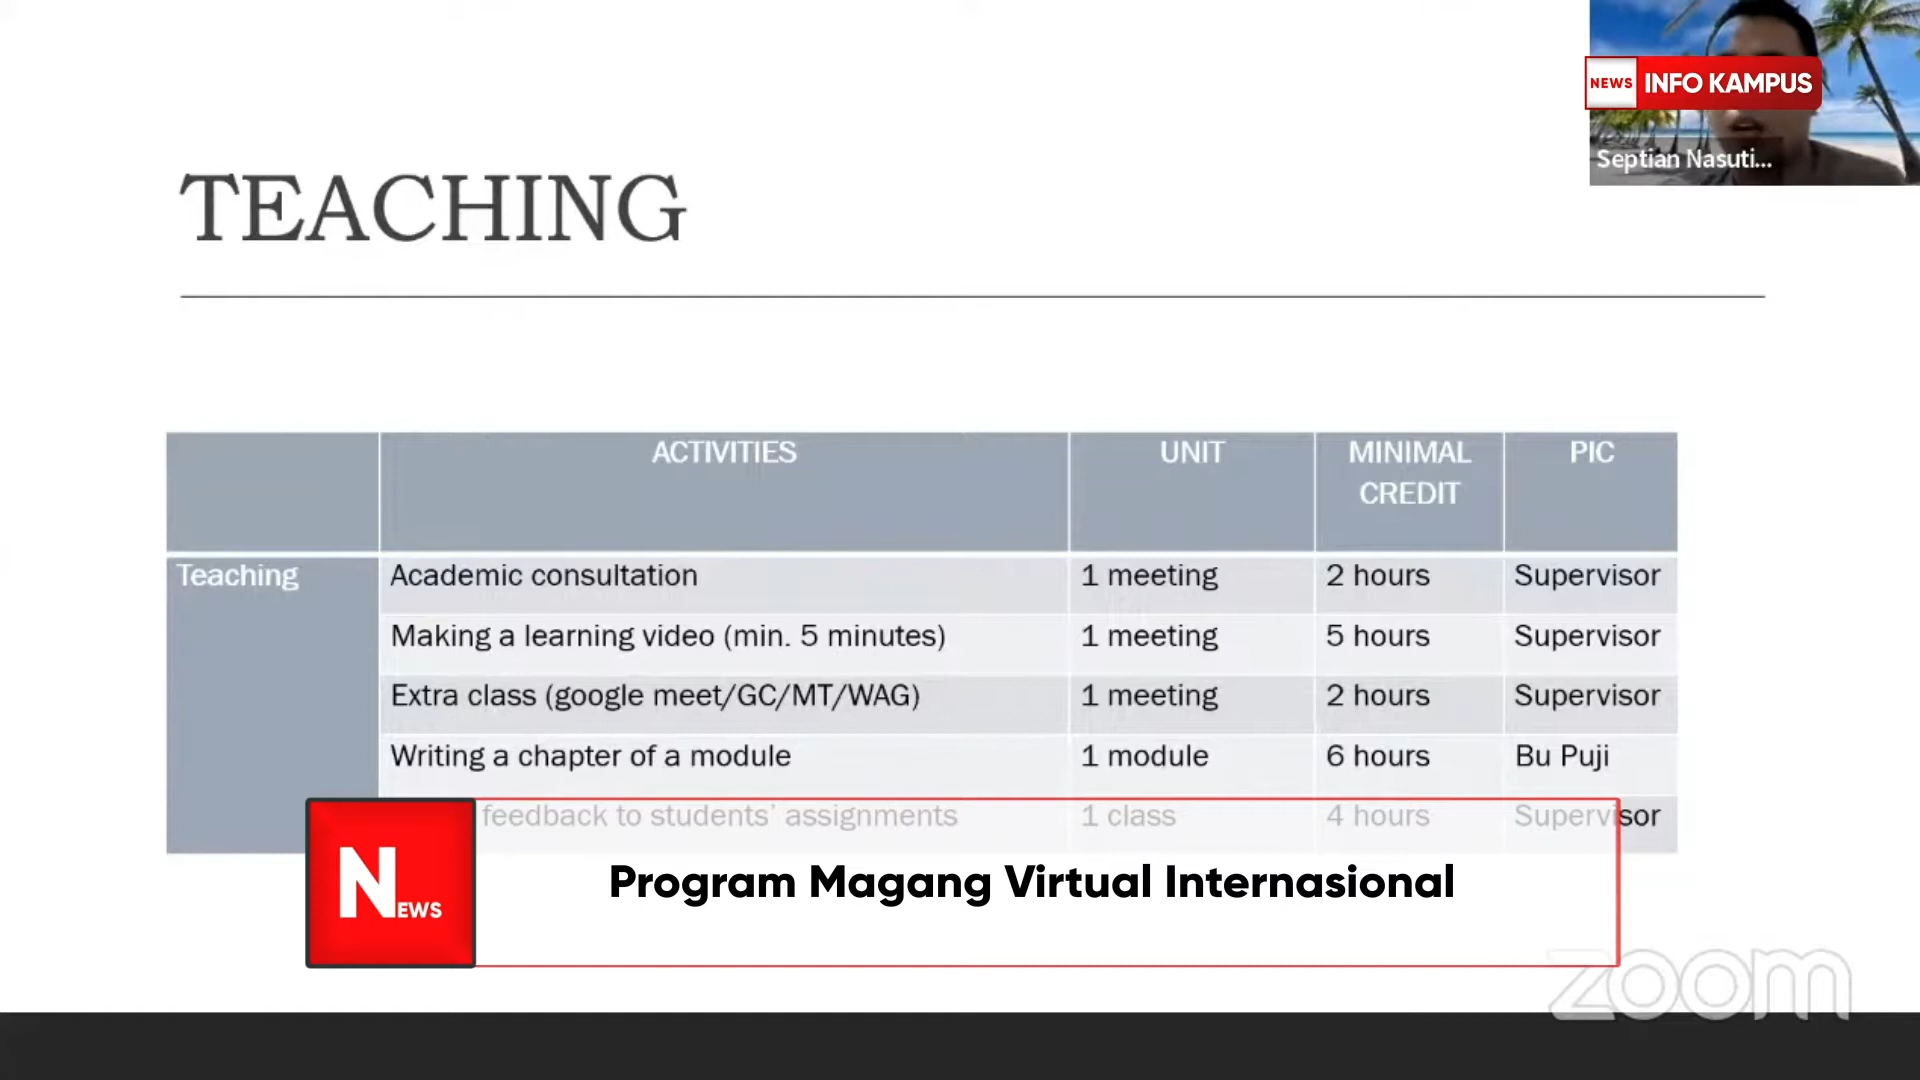 NEWS INFO KAMPUS
Septian Nasuti...
TEACHING
ACTIVITIES UNIT MINIMAL CREDIT PIC
Teaching Academic consultation 1 meeting 2 hours Supervisor
Making a learning video (min. 5 minutes) 1 meeting 5 hours Supervisor
Extra class (google meet/GC/MT/WAG) 1 meeting 2 hours Supervisor
Writing a chapter of a module 1 module 6 hours Bu Puji
feedback to students' assignments 1 class 4 hours Supervisor
NEWS
Program Magang Virtual Internasional
zoom